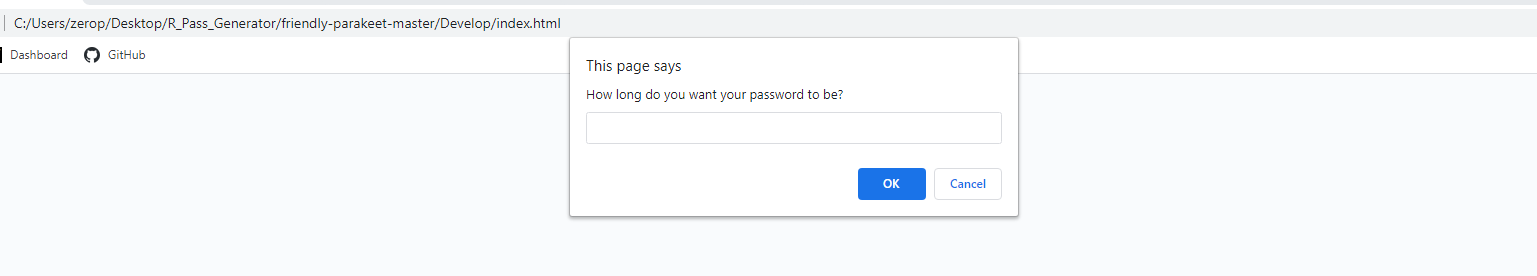 C:/Users/zerop/Desktop/R_Pass_Generator/friendly-parakeet-master/Develop/index.html
Dashboard GitHub
This page says
How long do you want your password to be?
OK Cancel